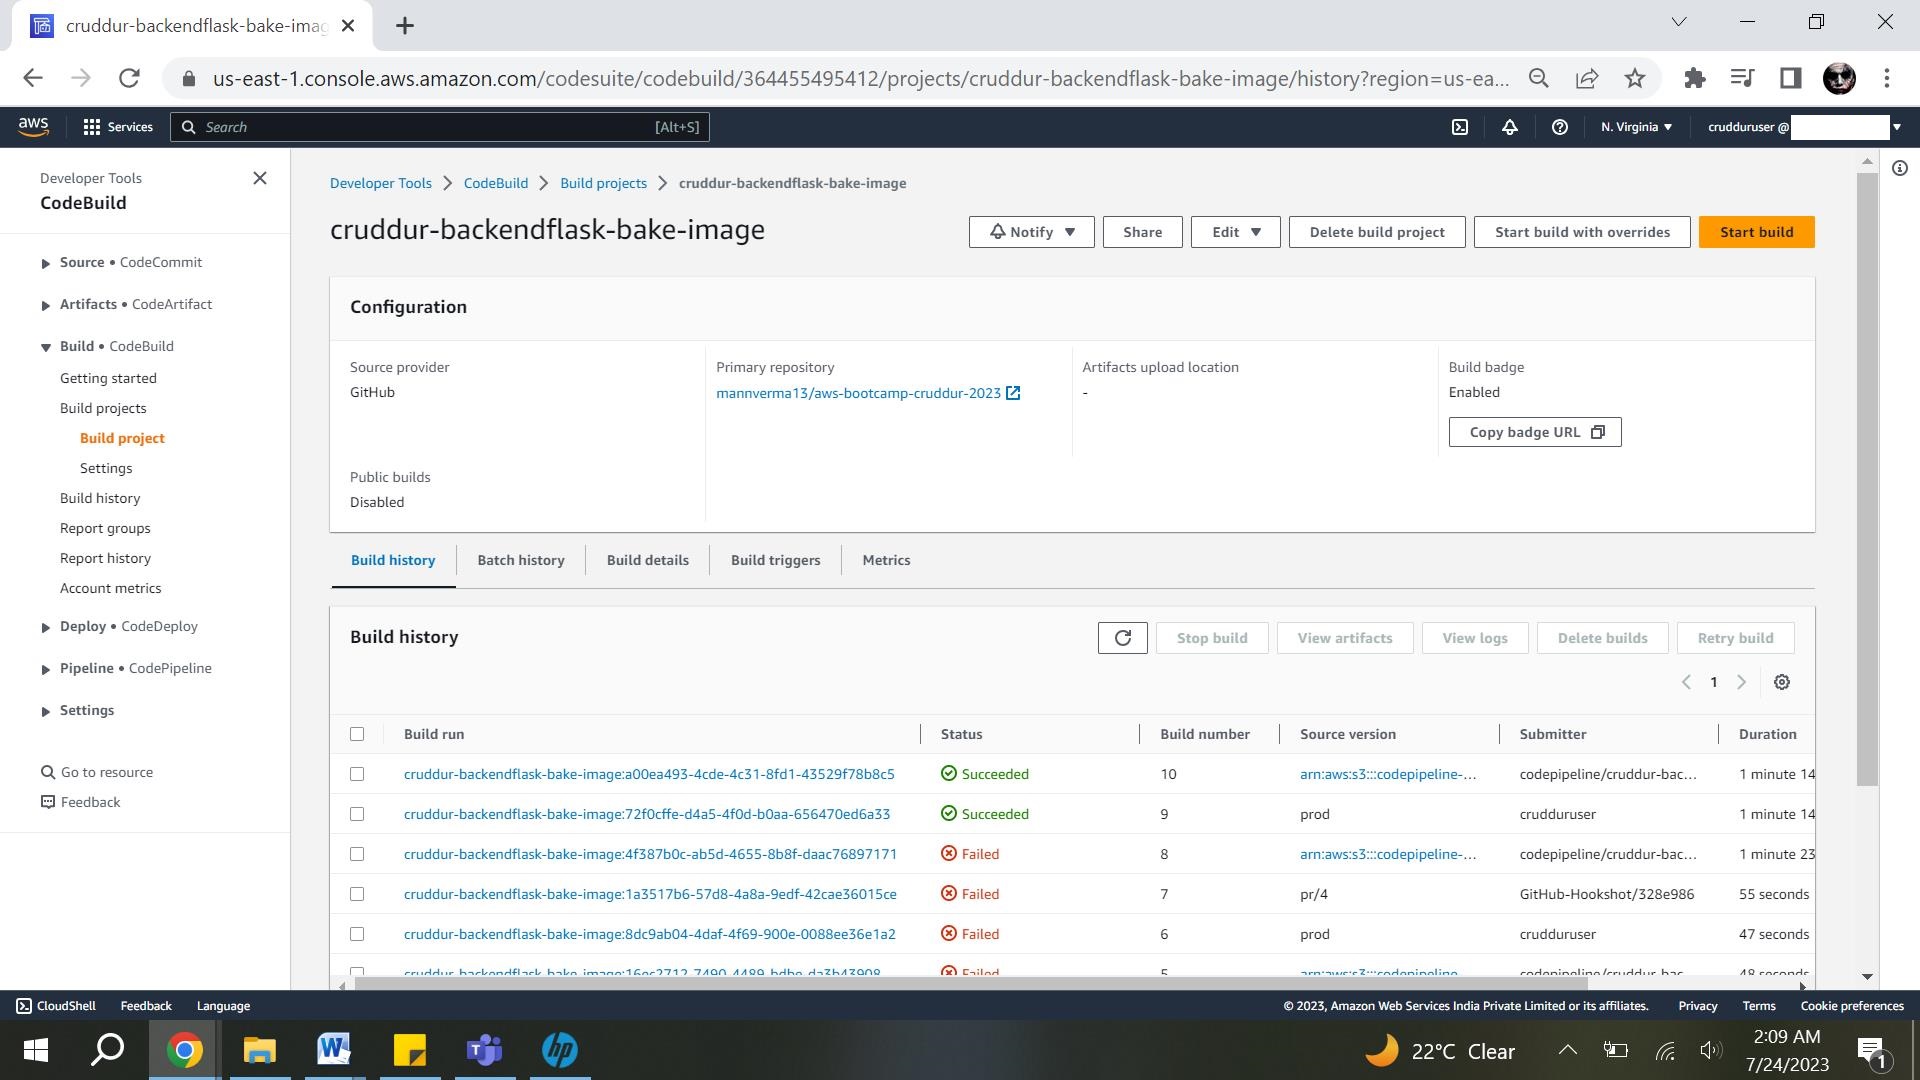 cruddur-backendflask-bake-imag
us-east-1.console.aws.amazon.com/codesuite/codebuild/364455495412/projects/cruddur-backendflask-bake-image/history?region=us-ea...
aws Services Search [Alt+S] N. Virginia crudduruser @
Developer Tools
CodeBuild
Source • CodeCommit
Artifacts • CodeArtifact
Build • CodeBuild
Getting started
Build projects
Build project
Settings
Build history
Report groups
Report history
Account metrics
Deploy • CodeDeploy
Pipeline • CodePipeline
Settings
Go to resource
Feedback
Developer Tools CodeBuild Build projects cruddur-backendflask-bake-image
cruddur-backendflask-bake-image
Notify Share Edit Delete build project Start build with overrides Start build
Configuration
Source provider
GitHub
Primary repository
mannverma13/aws-bootcamp-cruddur-2023
Artifacts upload location
-
Build badge
Enabled
Copy badge URL
Public builds
Disabled
Build history Batch history Build details Build triggers Metrics
Build history Stop build View artifacts View logs Delete builds Retry build
1
Build run Status Build number Source version Submitter Duration
cruddur-backendflask-bake-image:a00ea493-4cde-4c31-8fd1-43529f78b8c5 Succeeded 10 arn:aws:s3:::codepipeline-... codepipeline/cruddur-bac... 1 minute 14
cruddur-backendflask-bake-image:72f0cffe-d4a5-4f0d-b0aa-656470ed6a33 Succeeded 9 prod crudduruser 1 minute 14
cruddur-backendflask-bake-image:4f387b0c-ab5d-4655-8b8f-daac76897171 Failed 8 arn:aws:s3:::codepipeline-... codepipeline/cruddur-bac... 1 minute 23
cruddur-backendflask-bake-image:1a3517b6-57d8-4a8a-9edf-42cae36015ce Failed 7 pr/4 GitHub-Hookshot/328e986 55 seconds
cruddur-backendflask-bake-image:8dc9ab04-4daf-4f69-900e-0088ee36e1a2 Failed 6 prod crudduruser 47 seconds
Failed 5 48 seconds
CloudShell Feedback Language © 2023, Amazon Web Services India Private Limited or its affiliates. Privacy Terms Cookie preferences
22°C Clear
2:09 AM
7/24/2023
1